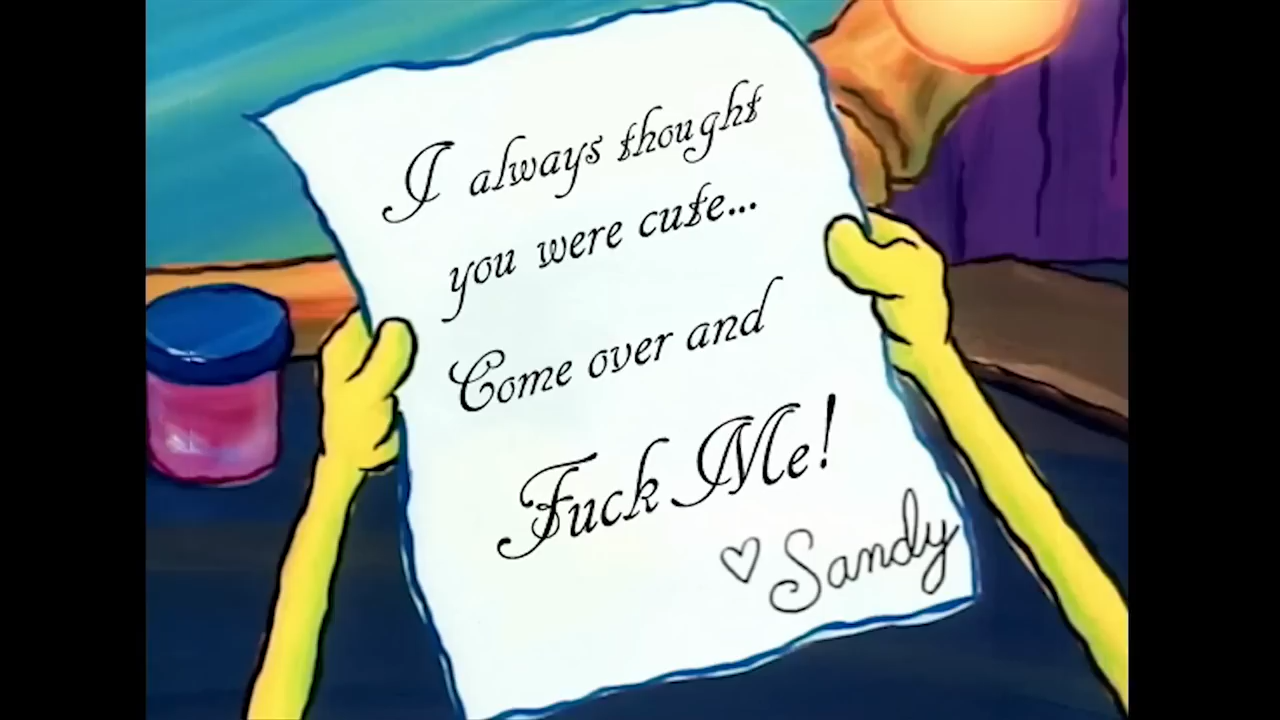 I always thought
you were cute...
Come over and
Fuck Me!
♡ Sandy